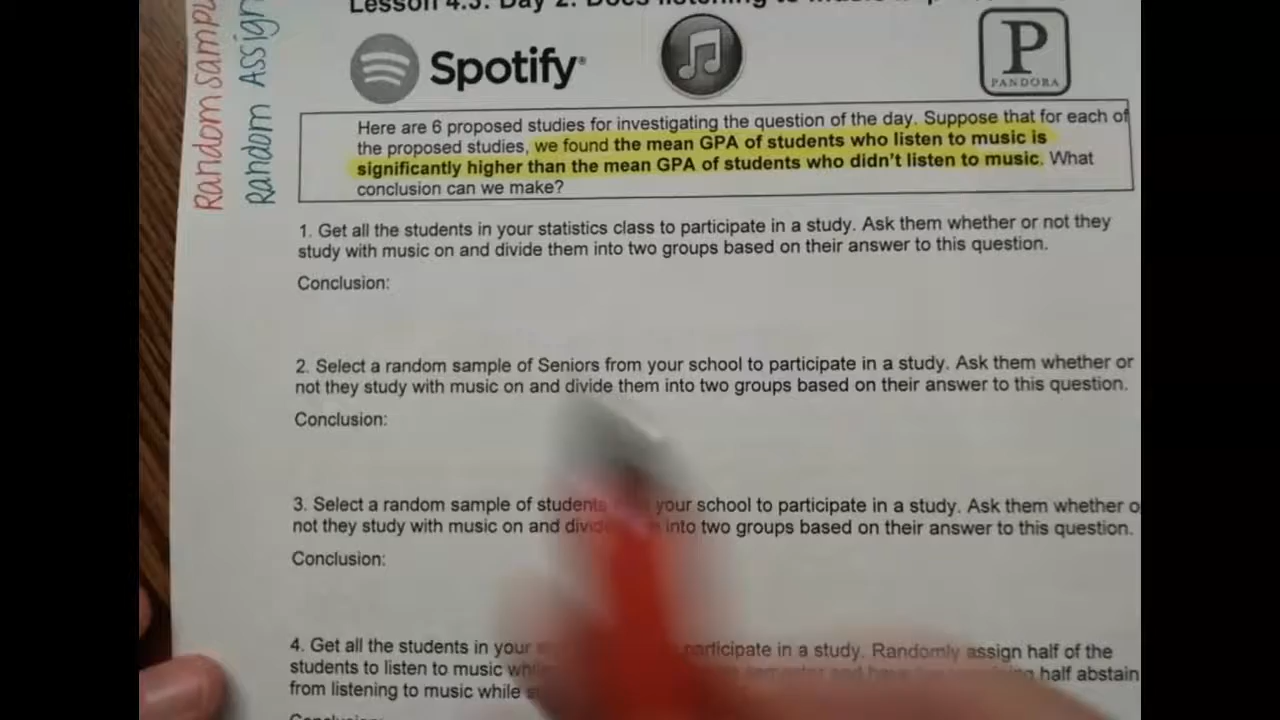 Random
Random Assign
Lesson 4.5: Day 2: Does listening to
Spotify
P
PANDORA
Here are 6 proposed studies for investigating the question of the day. Suppose that for each of
the proposed studies, we found the mean GPA of students who listen to music is
significantly higher than the mean GPA of students who didn't listen to music. What
conclusion can we make?
1. Get all the students in your statistics class to participate in a study. Ask them whether or not they
study with music on and divide them into two groups based on their answer to this question.
Conclusion:
2. Select a random sample of Seniors from your school to participate in a study. Ask them whether or
not they study with music on and divide them into two groups based on their answer to this question.
Conclusion:
3. Select a random sample of students your school to participate in a study. Ask them whether o
not they study with music on and into two groups based on their answer to this question.
Conclusion:
4. Get all the students in your participate in a study. Randomly assign half of the
students to listen to music half abstain
from listening to music while
Conclusion: